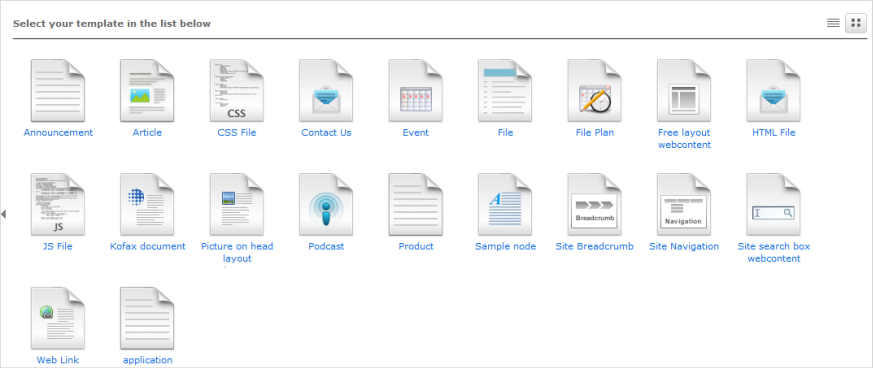 Select your template in the list below
CSS
Announcement
Article
CSS File
Contact Us
Event
File
File Plan
Free layout
webcontent
HTML File
JS
Breadcrumb
Navigation
JS File
Kofax document
Picture on head
layout
Podcast
Product
Sample node
Site Breadcrumb
Site Navigation
Site search box
webcontent
A
Web Link
application